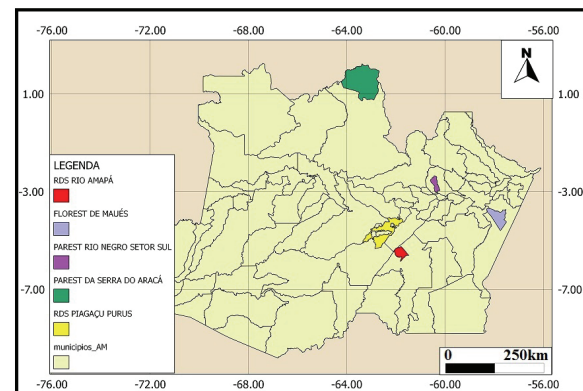 -76.00 -72.00 -68.00 -64.00 -60.00 -56.00
N
1.00 1.00
LEGENDA
RDS RIO AMAPÁ
FLOREST DE MAUÉS
-3.00 -3.00
PAREST RIO NEGRO SETOR SUL
PAREST DA SERRA DO ARACÁ
-7.00 -7.00
RDS PIAGAÇU PURUS
municipios_AM
0 250km
-76.00 -72.00 -68.00 -64.00 -60.00 -56.00